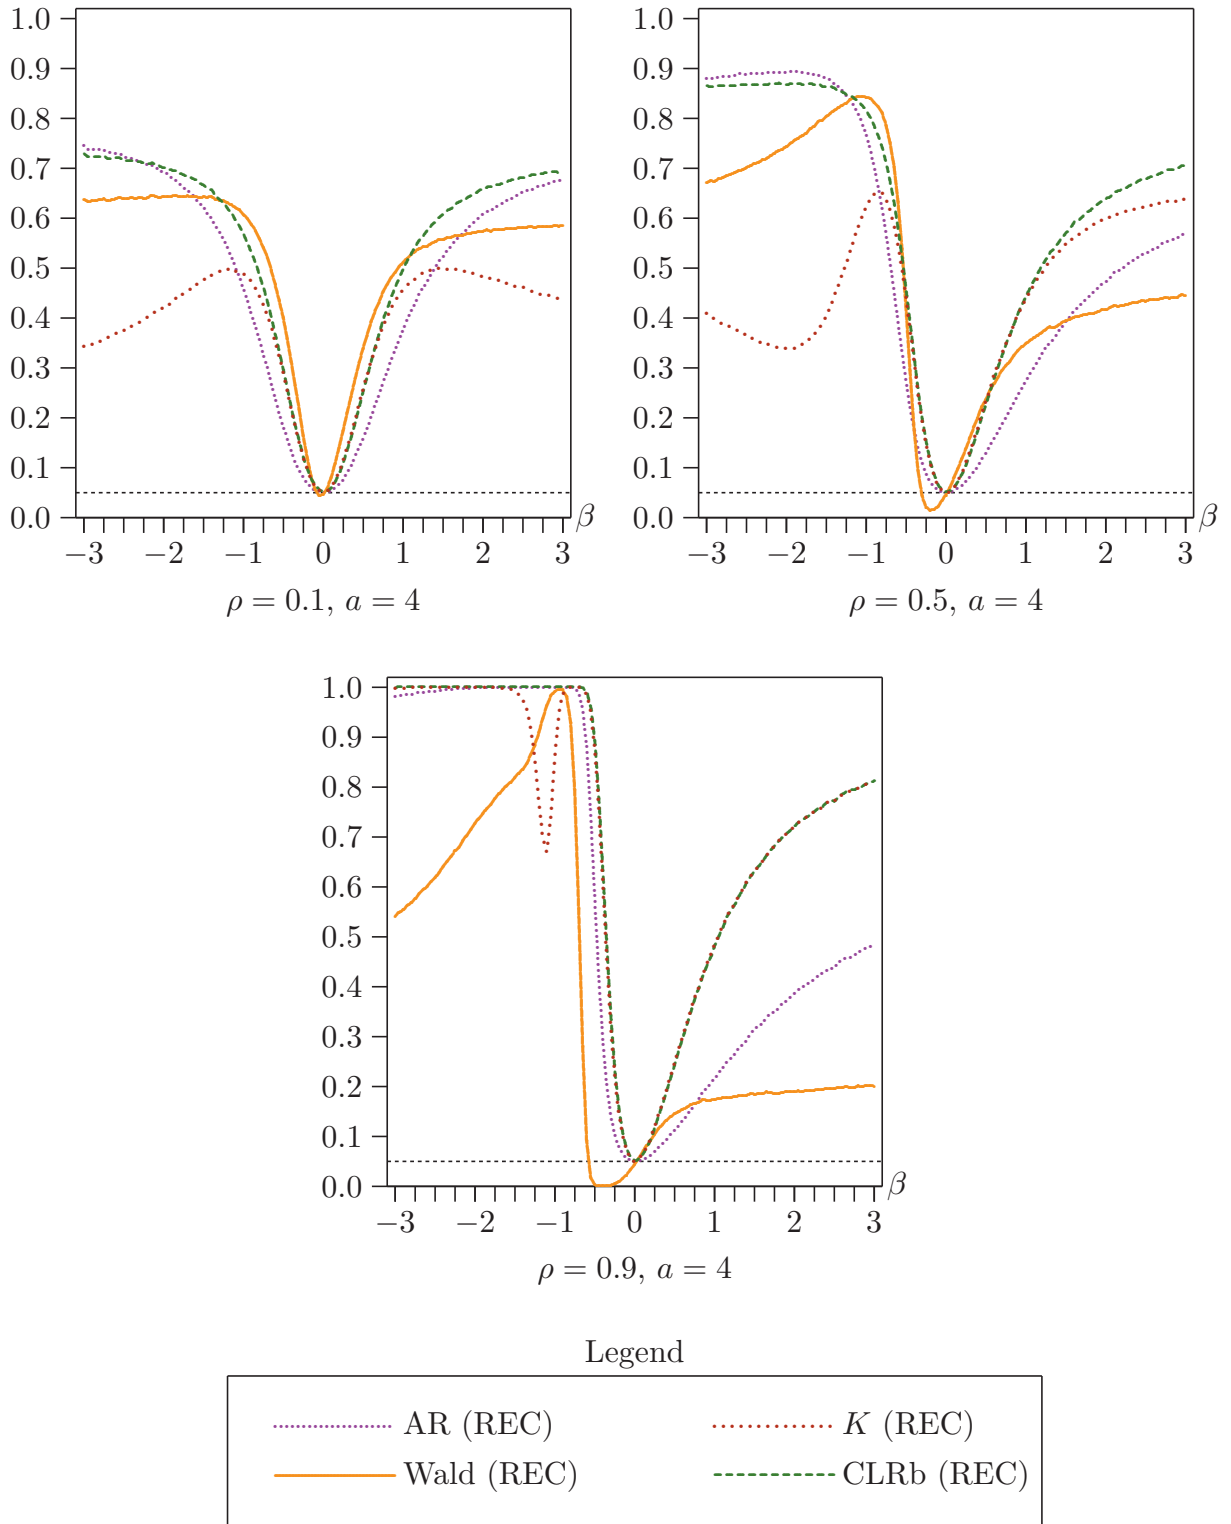 1.0
0.9
0.8
0.7
0.6
0.5
0.4
0.3
0.2
0.1
0.0
−3 −2 −1 0 1 2 3
β
ρ = 0.1, a = 4
1.0
0.9
0.8
0.7
0.6
0.5
0.4
0.3
0.2
0.1
0.0
−3 −2 −1 0 1 2 3
β
ρ = 0.5, a = 4
1.0
0.9
0.8
0.7
0.6
0.5
0.4
0.3
0.2
0.1
0.0
−3 −2 −1 0 1 2 3
β
ρ = 0.9, a = 4
Legend
AR (REC)
K (REC)
Wald (REC)
CLRb (REC)